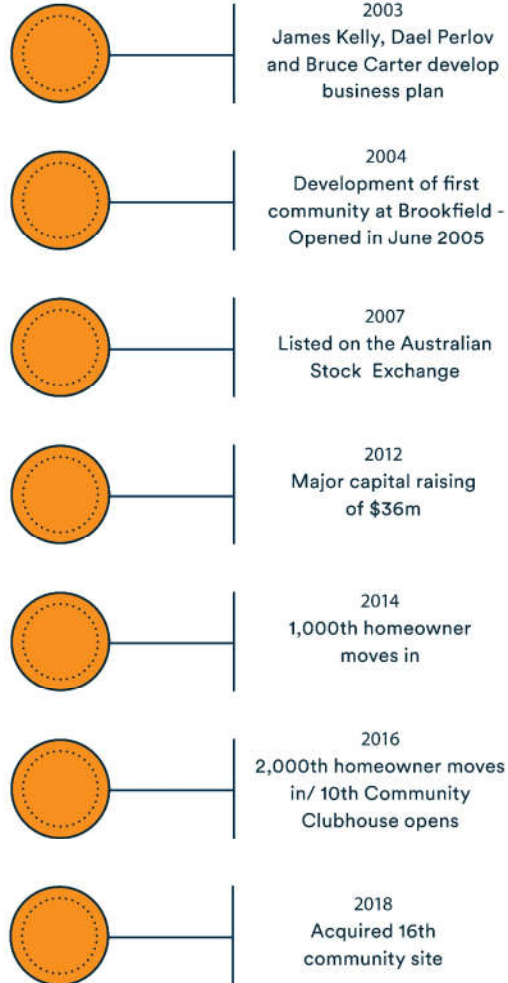 2003
James Kelly, Dael Perlov
and Bruce Carter develop
business plan
2004
Development of first
community at Brookfield -
Opened in June 2005
2007
Listed on the Australian
Stock Exchange
2012
Major capital raising
of $36m
2014
1,000th homeowner
moves in
2016
2,000th homeowner moves
in/ 10th Community
Clubhouse opens
2018
Acquired 16th
community site